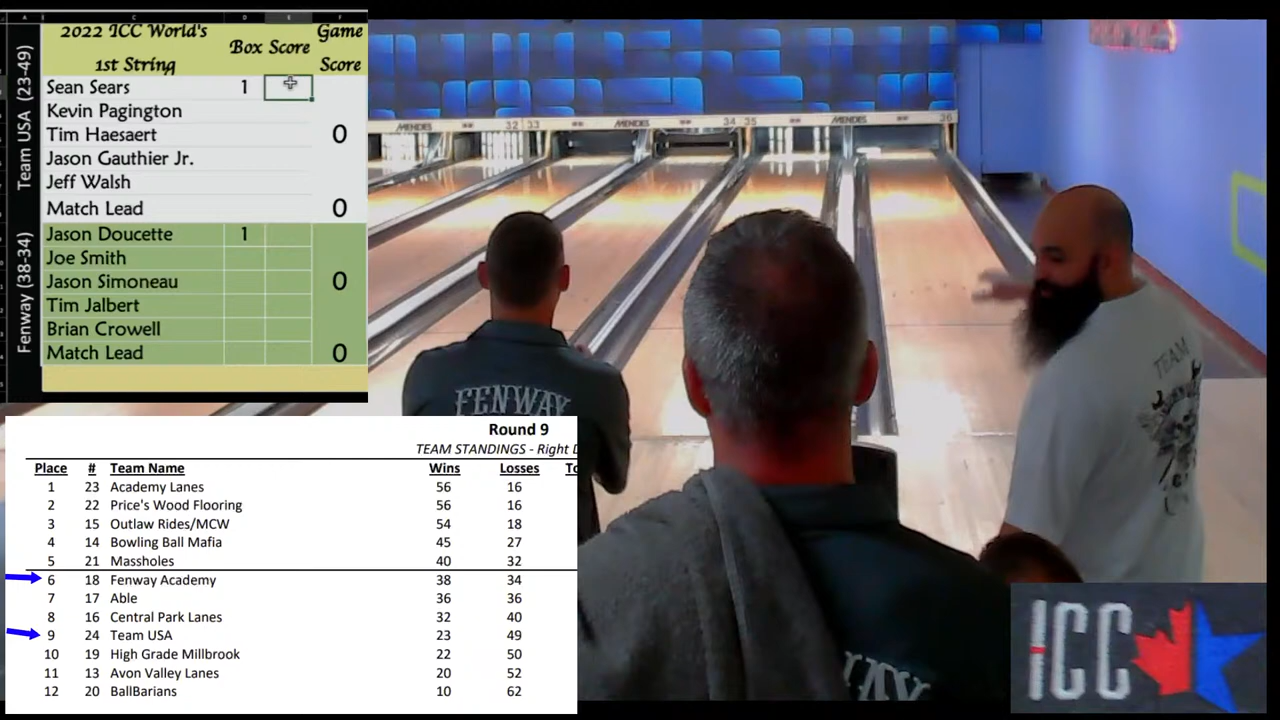 2022 ICC World's
1st String
Box Score
Game
Score
Team USA (23-49)
Sean Sears 1
Kevin Pagington
Tim Haesaert 0
Jason Gauthier Jr.
Jeff Walsh
Match Lead 0
Fenway (38-34)
Jason Doucette 1
Joe Smith
Jason Simoneau 0
Tim Jalbert
Brian Crowell
Match Lead 0
MENDES 32 33 MENDES 34 35 MENDES 36
FENWAY
TEAM
Round 9
TEAM STANDINGS - Right
Place # Team Name Wins Losses
1 23 Academy Lanes 56 16
2 22 Price's Wood Flooring 56 16
3 15 Outlaw Rides/MCW 54 18
4 14 Bowling Ball Mafia 45 27
5 21 Massholes 40 32
6 18 Fenway Academy 38 34
7 17 Able 36 36
8 16 Central Park Lanes 32 40
9 24 Team USA 23 49
10 19 High Grade Millbrook 22 50
11 13 Avon Valley Lanes 20 52
12 20 BallBarians 10 62
ICC